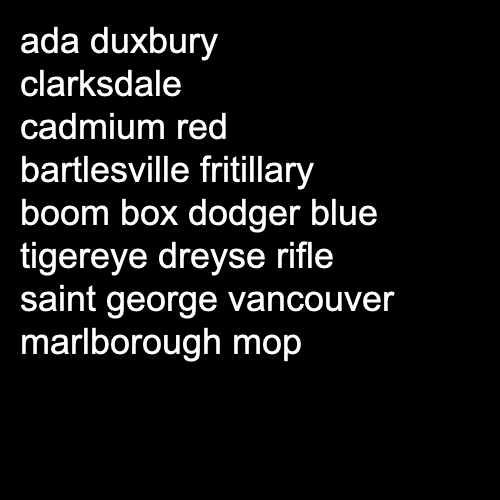 ada duxbury
clarksdale
cadmium red
bartlesville fritillary
boom box dodger blue
tigereye dreyse rifle
saint george vancouver
marlborough mop